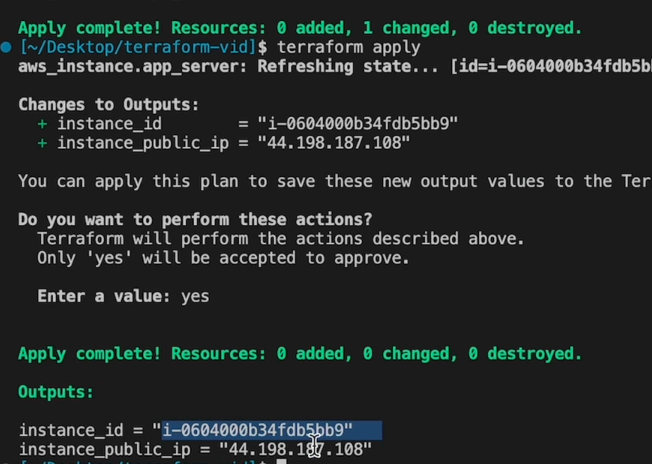 Apply complete! Resources: 0 added, 1 changed, 0 destroyed.
[~/Desktop/terraform-vid]$ terraform apply
aws_instance.app_server: Refreshing state... [id=i-0604000b34fdb5b
Changes to Outputs:
+ instance_id = "i-0604000b34fdb5bb9"
+ instance_public_ip = "44.198.187.108"
You can apply this plan to save these new output values to the Ter
Do you want to perform these actions?
Terraform will perform the actions described above.
Only 'yes' will be accepted to approve.
Enter a value: yes
Apply complete! Resources: 0 added, 0 changed, 0 destroyed.
Outputs:
instance_id = "i-0604000b34fdb5bb9"
instance_public_ip = "44.198.187.108"